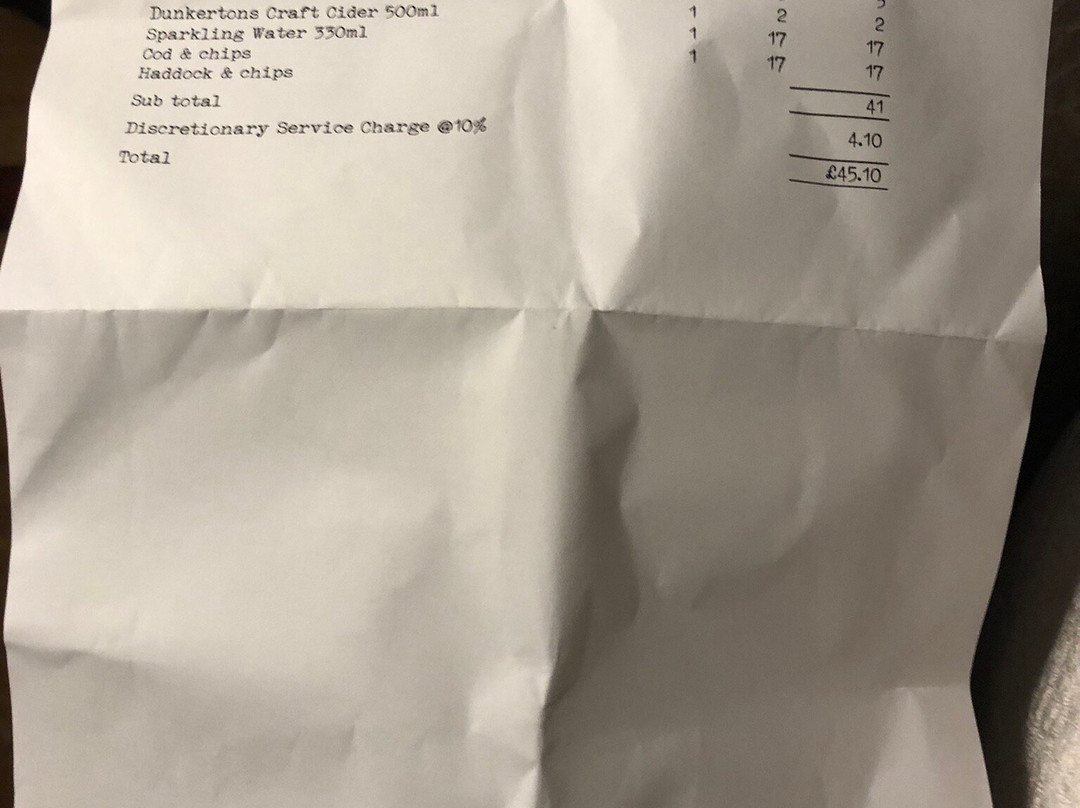 Dunkertons Craft Cider 500ml 5
Sparkling Water 330ml 1 2 2
Cod & chips 1 17 17
Haddock & chips 1 17 17
Sub total 41
Discretionary Service Charge @10% 4.10
Total £45.10